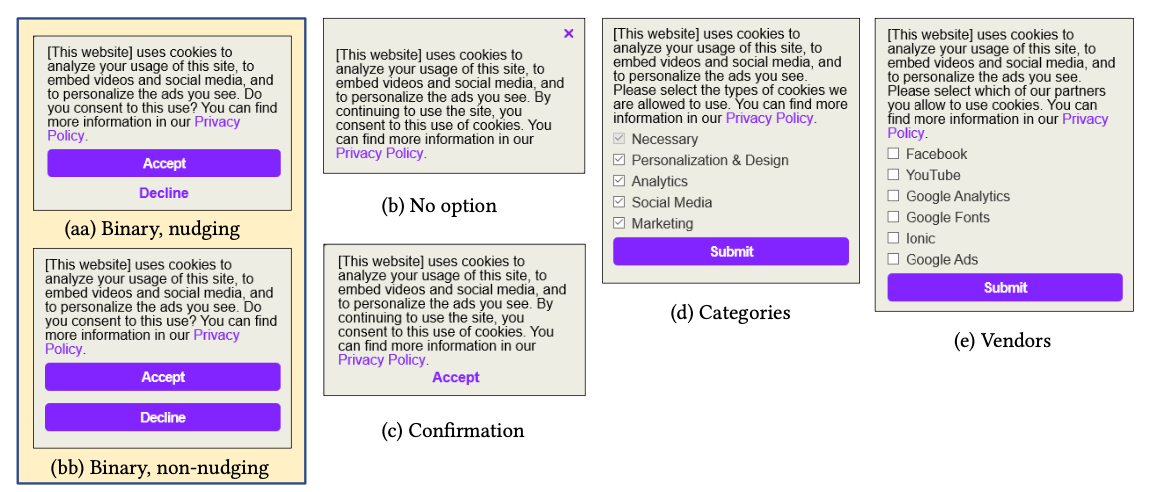 [This website] uses cookies to
analyze your usage of this site, to
embed videos and social media, and
to personalize the ads you see. Do
you consent to this use? You can find
more information in our Privacy
Policy.
Accept
Decline
(aa) Binary, nudging
[This website] uses cookies to
analyze your usage of this site, to
embed videos and social media, and
to personalize the ads you see. Do
you consent to this use? You can find
more information in our Privacy
Policy.
Accept
Decline
(bb) Binary, non-nudging
×
[This website] uses cookies to
analyze your usage of this site, to
embed videos and social media, and
to personalize the ads you see. By
continuing to use the site, you
consent to this use of cookies. You
can find more information in our
Privacy Policy.
(b) No option
[This website] uses cookies to
analyze your usage of this site, to
embed videos and social media, and
to personalize the ads you see. By
continuing to use the site, you
consent to this use of cookies. You
can find more information in our
Privacy Policy.
Accept
(c) Confirmation
[This website] uses cookies to
analyze your usage of this site, to
embed videos and social media, and
to personalize the ads you see.
Please select the types of cookies we
are allowed to use. You can find more
information in our Privacy Policy.
Necessary
Personalization & Design
Analytics
Social Media
Marketing
Submit
(d) Categories
[This website] uses cookies to
analyze your usage of this site, to
embed videos and social media, and
to personalize the ads you see.
Please select which of our partners
you allow to use cookies. You can
find more information in our Privacy
Policy.
Facebook
YouTube
Google Analytics
Google Fonts
Ionic
Google Ads
Submit
(e) Vendors